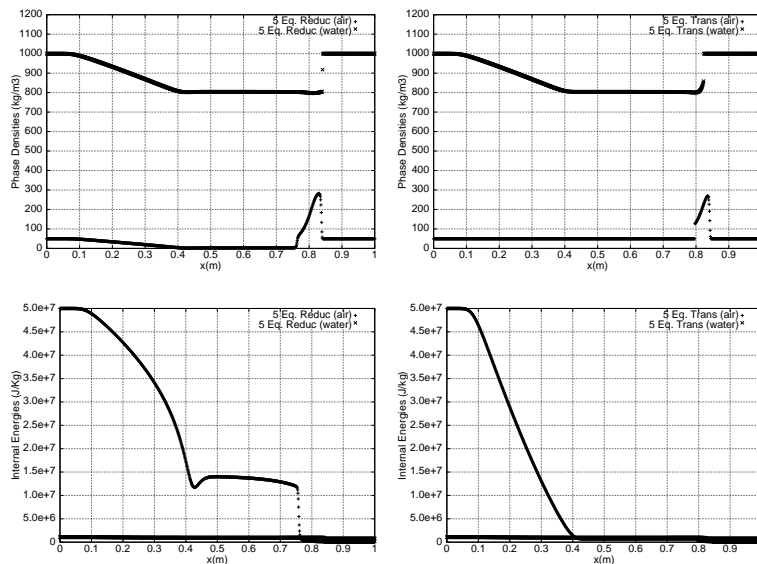 5 Eq. Reduc (air)
5 Eq. Reduc (water)
1200
1100
1000
900
800
700
600
500
400
300
200
100
0
Phase Densities (kg/m3)
0 0.1 0.2 0.3 0.4 0.5 0.6 0.7 0.8 0.9 1
x(m)
5 Eq. Trans (air)
5 Eq. Trans (water)
1200
1100
1000
900
800
700
600
500
400
300
200
100
0
Phase Densities (kg/m3)
0 0.1 0.2 0.3 0.4 0.5 0.6 0.7 0.8 0.9
x(m)
5 Eq. Reduc (air)
5 Eq. Reduc (water)
5.0e+7
4.5e+7
4.0e+7
3.5e+7
3.0e+7
2.5e+7
2.0e+7
1.5e+7
1.0e+7
5.0e+6
0
Internal Energies (J/Kg)
0 0.1 0.2 0.3 0.4 0.5 0.6 0.7 0.8 0.9 1
x(m)
5 Eq. Trans (air)
5 Eq. Trans (water)
5.0e+7
4.5e+7
4.0e+7
3.5e+7
3.0e+7
2.5e+7
2.0e+7
1.5e+7
1.0e+7
5.0e+6
0
Internal Energies (J/kg)
0 0.1 0.2 0.3 0.4 0.5 0.6 0.7 0.8 0.9
x(m)